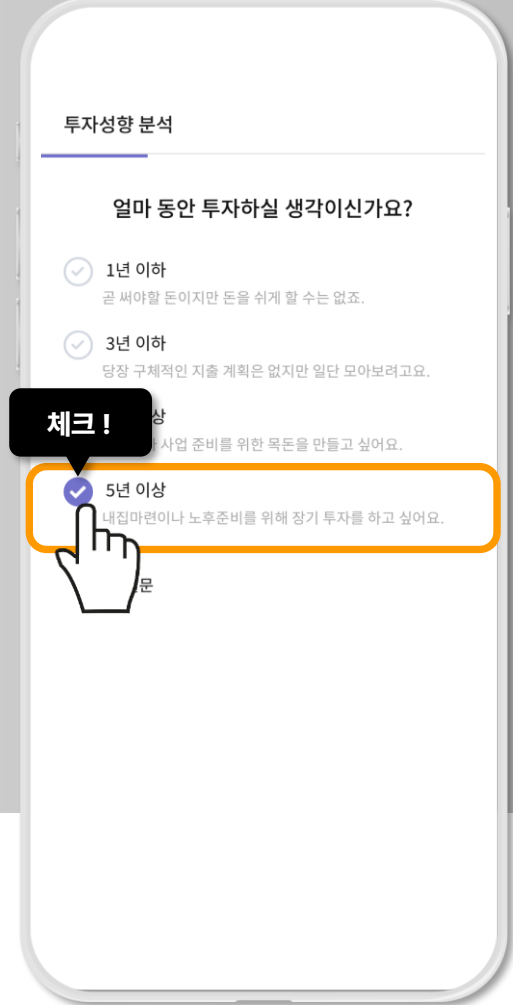 투자성향 분석
얼마 동안 투자하실 생각이신가요?
1년 이하
곧 써야할 돈이지만 돈을 쉬게 할 수는 없죠.
3년 이하
당장 구체적인 지출 계획은 없지만 일단 모아보려고요.
체크 !
상
사업 준비를 위한 목돈을 만들고 싶어요.
5년 이상
내집마련이나 노후준비를 위해 장기 투자를 하고 싶어요.
문